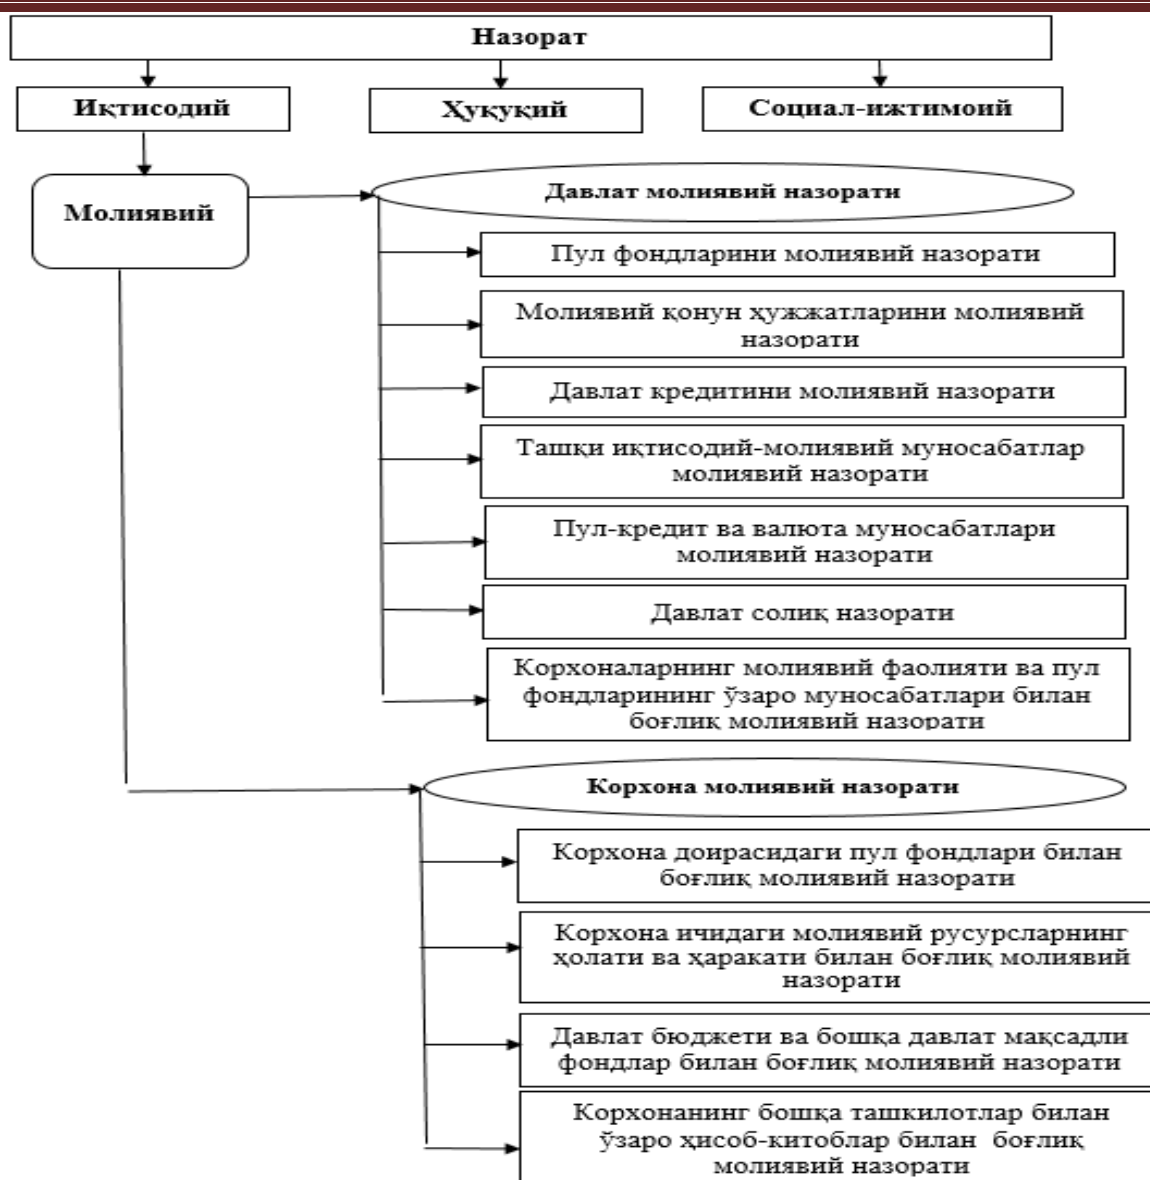 Назорат
Иқтисодий
Ҳуқуқий
Социал-ижтимоий
Молиявий
Давлат молиявий назорати
Пул фондларини молиявий назорати
Молиявий қонун ҳужжатларини молиявий
назорати
Давлат кредитини молиявий назорати
Ташқи иқтисодий-молиявий муносабатлар
молиявий назорати
Пул-кредит ва валюта муносабатлари
молиявий назорати
Давлат солиқ назорати
Корхоналарнинг молиявий фаолияти ва пул
фондларининг ўзаро муносабатлари билан
боғлиқ молиявий назорати
Корхона молиявий назорати
Корхона доирасидаги пул фондлари билан
боғлиқ молиявий назорати
Корхона ичидаги молиявий русурсларнинг
ҳолати ва ҳаракати билан боғлиқ молиявий
назорати
Давлат бюджети ва бошқа давлат мақсадли
фондлар билан боғлиқ молиявий назорати
Корхонанинг бошқа ташкилотлар билан
ўзаро ҳисоб-китоблар билан боғлиқ
молиявий назорати